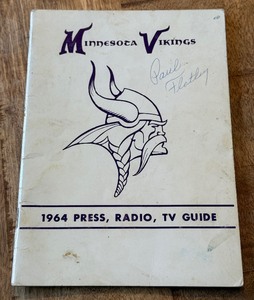 Minnesota Vikings
Paul
Flatley
1964 PRESS, RADIO, TV GUIDE